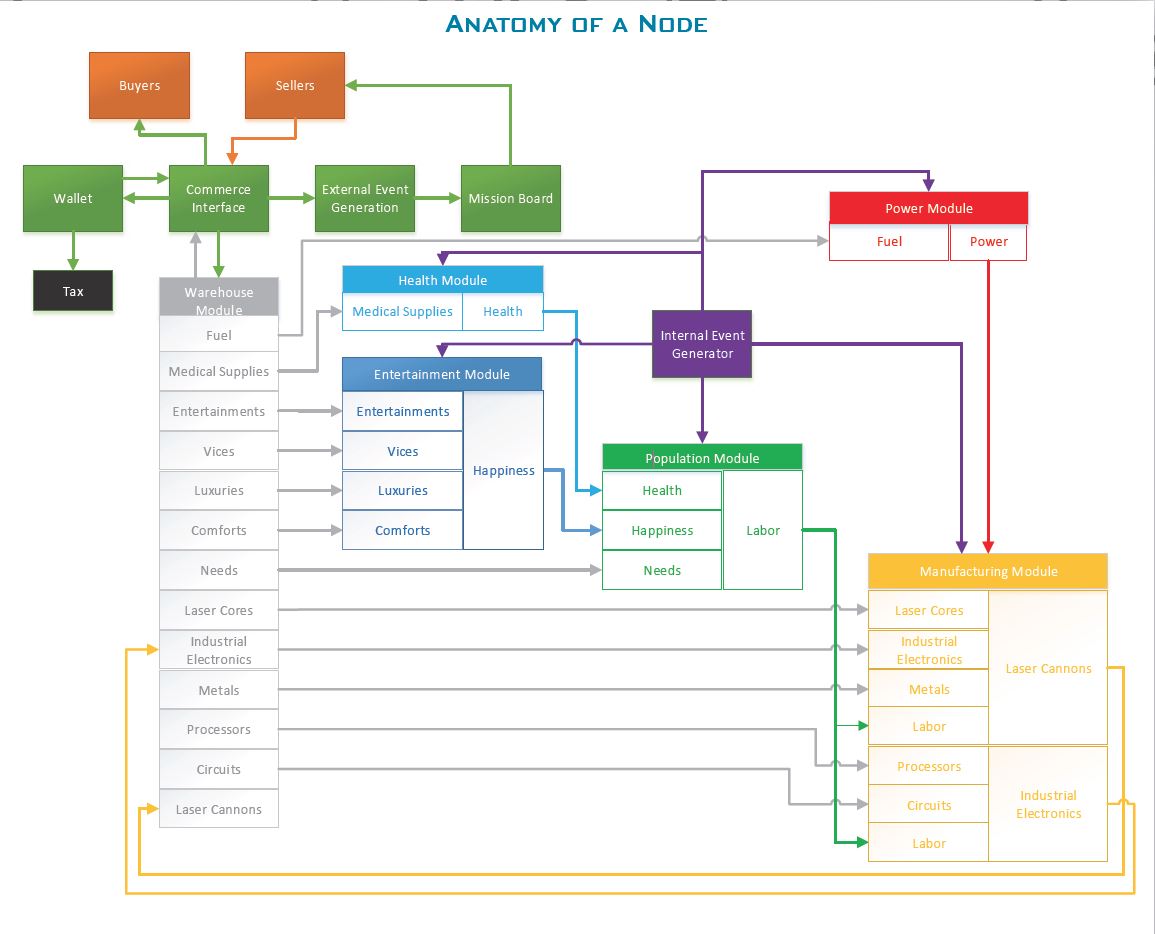 ANATOMY OF A NODE
Buyers
Sellers
Wallet
Commerce
Interface
External Event
Generation
Mission Board
Tax
Power Module
Fuel
Power
Warehouse
Module
Fuel
Medical Supplies
Entertainments
Vices
Luxuries
Comforts
Needs
Laser Cores
Industrial
Electronics
Metals
Processors
Circuits
Laser Cannons
Health Module
Medical Supplies
Health
Internal Event
Generator
Entertainment Module
Entertainments
Vices
Luxuries
Comforts
Happiness
Population Module
Health
Happiness
Needs
Labor
Manufacturing Module
Laser Cores
Industrial
Electronics
Metals
Labor
Laser Cannons
Processors
Circuits
Labor
Industrial
Electronics